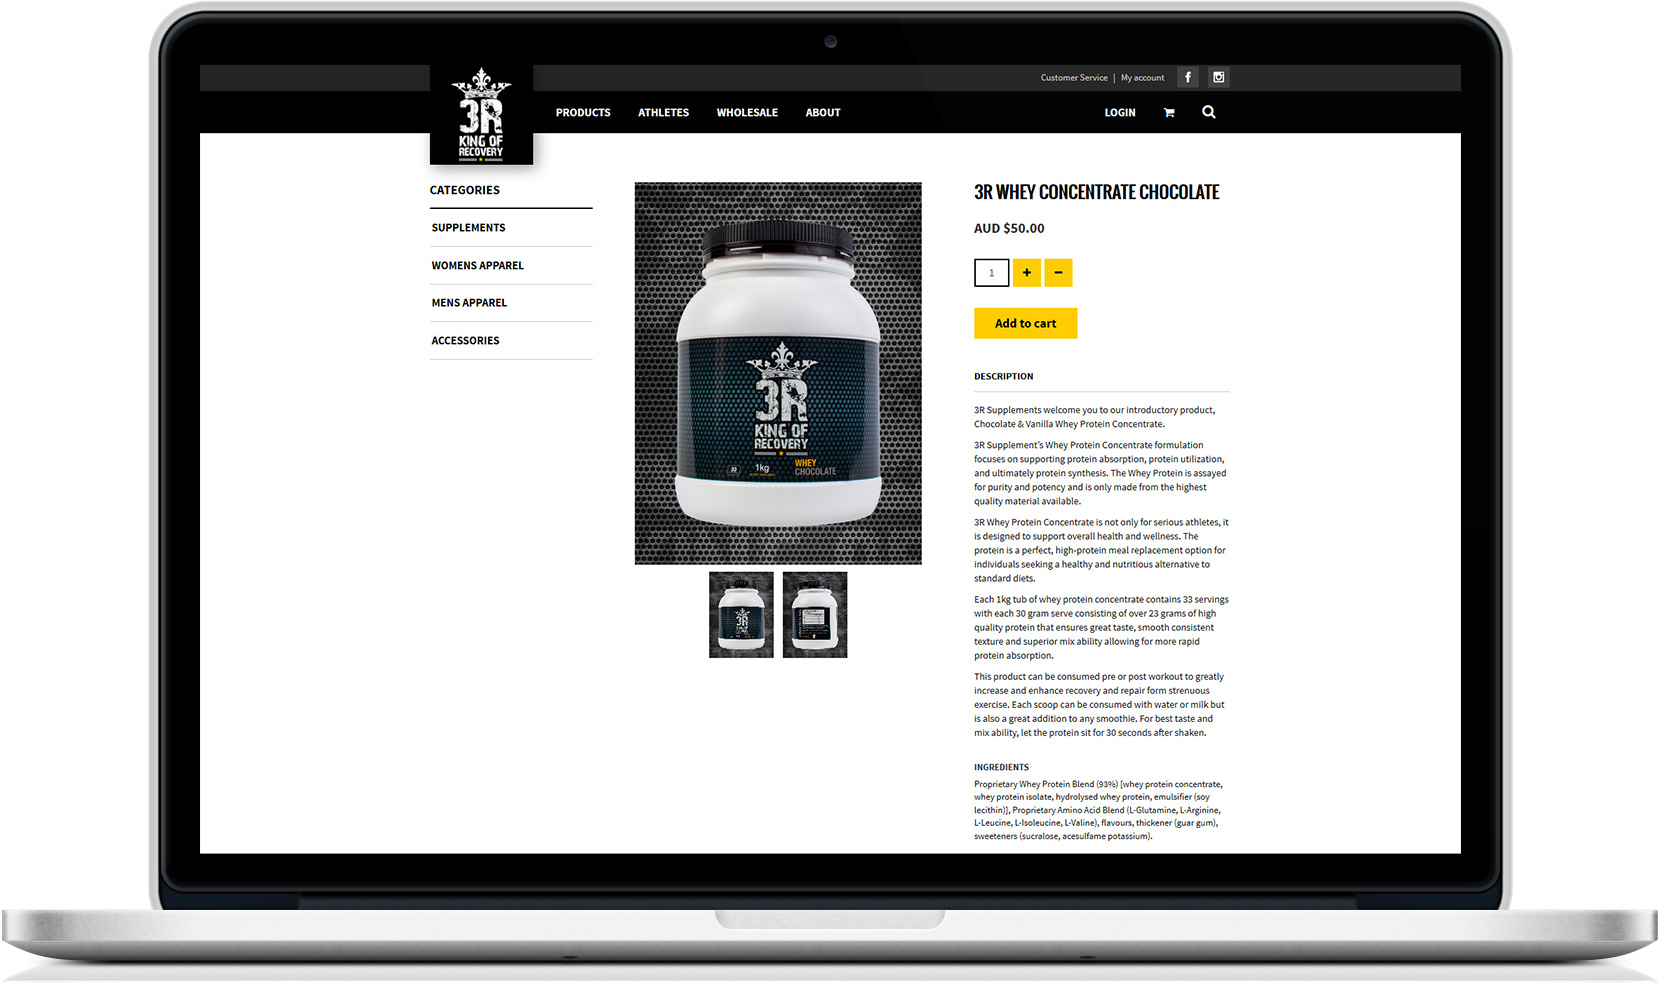 Customer Service | My account
3R
KING OF
RECOVERY
PRODUCTS ATHLETES WHOLESALE ABOUT LOGIN
CATEGORIES
SUPPLEMENTS
WOMENS APPAREL
MENS APPAREL
ACCESSORIES
3R
KING OF
RECOVERY
33
1kg
WHEY
CHOCOLATE
3R
3R WHEY CONCENTRATE CHOCOLATE
AUD $50.00
1 + −
Add to cart
DESCRIPTION
3R Supplements welcome you to our introductory product,
Chocolate & Vanilla Whey Protein Concentrate.
3R Supplement's Whey Protein Concentrate formulation
focuses on supporting protein absorption, protein utilization,
and ultimately protein synthesis. The Whey Protein is assayed
for purity and potency and is only made from the highest
quality material available.
3R Whey Protein Concentrate is not only for serious athletes, it
is designed to support overall health and wellness. The
protein is a perfect, high-protein meal replacement option for
individuals seeking a healthy and nutritious alternative to
standard diets.
Each 1kg tub of whey protein concentrate contains 33 servings
with each 30 gram serve consisting of over 23 grams of high
quality protein that ensures great taste, smooth consistent
texture and superior mix ability allowing for more rapid
protein absorption.
This product can be consumed pre or post workout to greatly
increase and enhance recovery and repair form strenuous
exercise. Each scoop can be consumed with water or milk but
is also a great addition to any smoothie. For best taste and
mix ability, let the protein sit for 30 seconds after shaken.
INGREDIENTS
Proprietary Whey Protein Blend (93%) [whey protein concentrate,
whey protein isolate, hydrolysed whey protein, emulsifier (soy
lecithin)], Proprietary Amino Acid Blend (L-Glutamine, L-Arginine,
L-Leucine, L-Isoleucine, L-Valine), flavours, thickener (guar gum),
sweeteners (sucralose, acesulfame potassium).